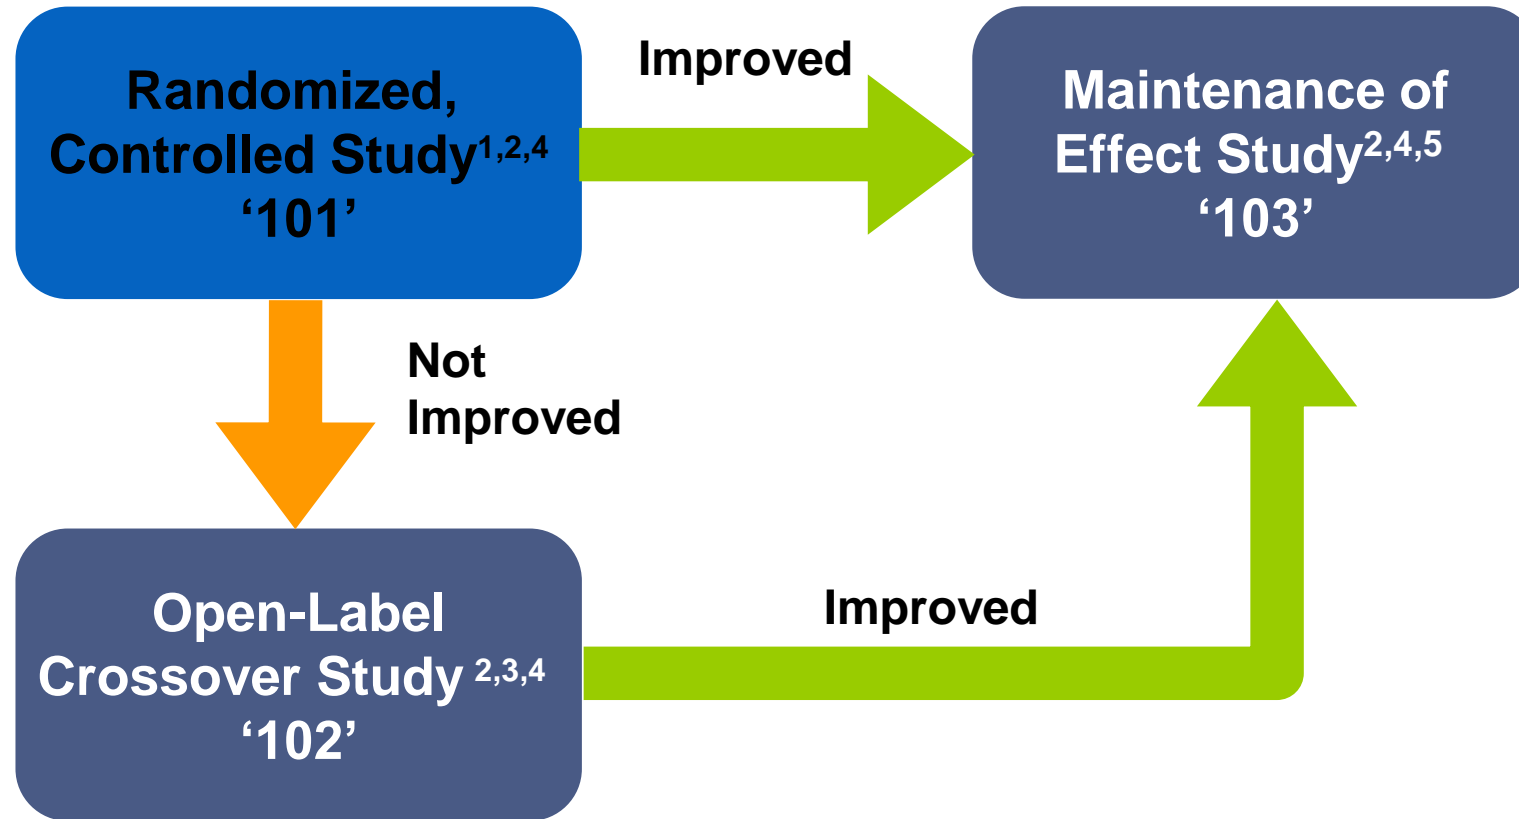 Randomized,
Controlled Study1,2,4
‘101’
Improved
Maintenance of
Effect Study2,4,5
‘103’
Not
Improved
Open-Label
Crossover Study 2,3,4
‘102’
Improved